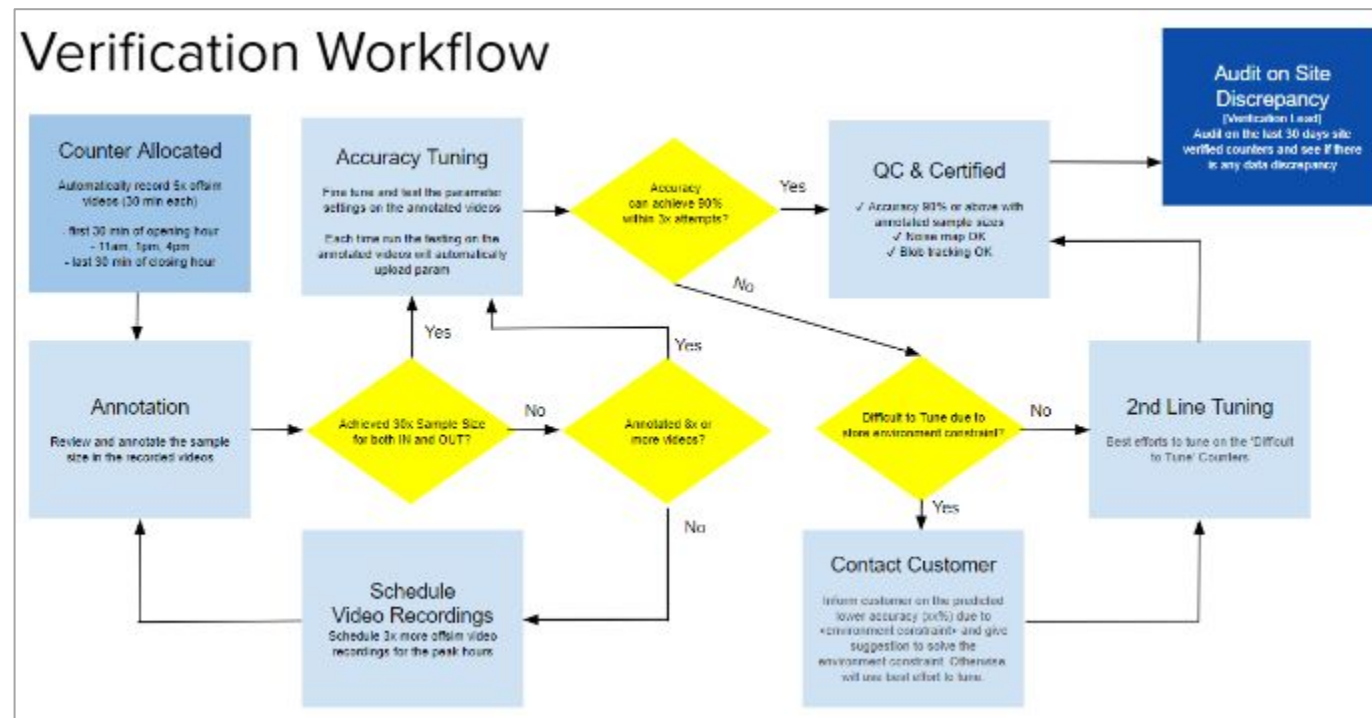 Verification Workflow
Counter Allocated
Automatically record 5x offsim
videos (30 min each)
- first 30 min of opening hour
- 11am, 1pm, 4pm
- last 30 min of closing hour
Accuracy Tuning
Fine tune and test the parameter
settings on the annotated videos
Each time run the testing on the
annotated videos will automatically
upload param
Accuracy
can achieve 90%
within 3x attempts?
Yes
No
QC & Certified
✓ Accuracy 90% or above with
annotated sample sizes
✓ Noise map OK
✓ Blob tracking OK
Audit on Site
Discrepancy
[Verification Lead]
Audit on the last 30 days site
verified counters and see if there
is any data discrepancy
Annotation
Review and annotate the sample
size in the recorded videos
Achieved 30x Sample Size
for both IN and OUT?
Yes
No
Annotated 8x or
more videos?
Yes
No
Difficult to Tune due to
store environment constraint?
No
Yes
2nd Line Tuning
Best efforts to tune on the 'Difficult
to Tune' Counters
Schedule
Video Recordings
Schedule 3x more offsim video
recordings for the peak hours
Contact Customer
Inform customer on the predicted
lower accuracy (xx%) due to
<environment constraint> and give
suggestion to solve the
environment constraint. Otherwise
will use best effort to tune.